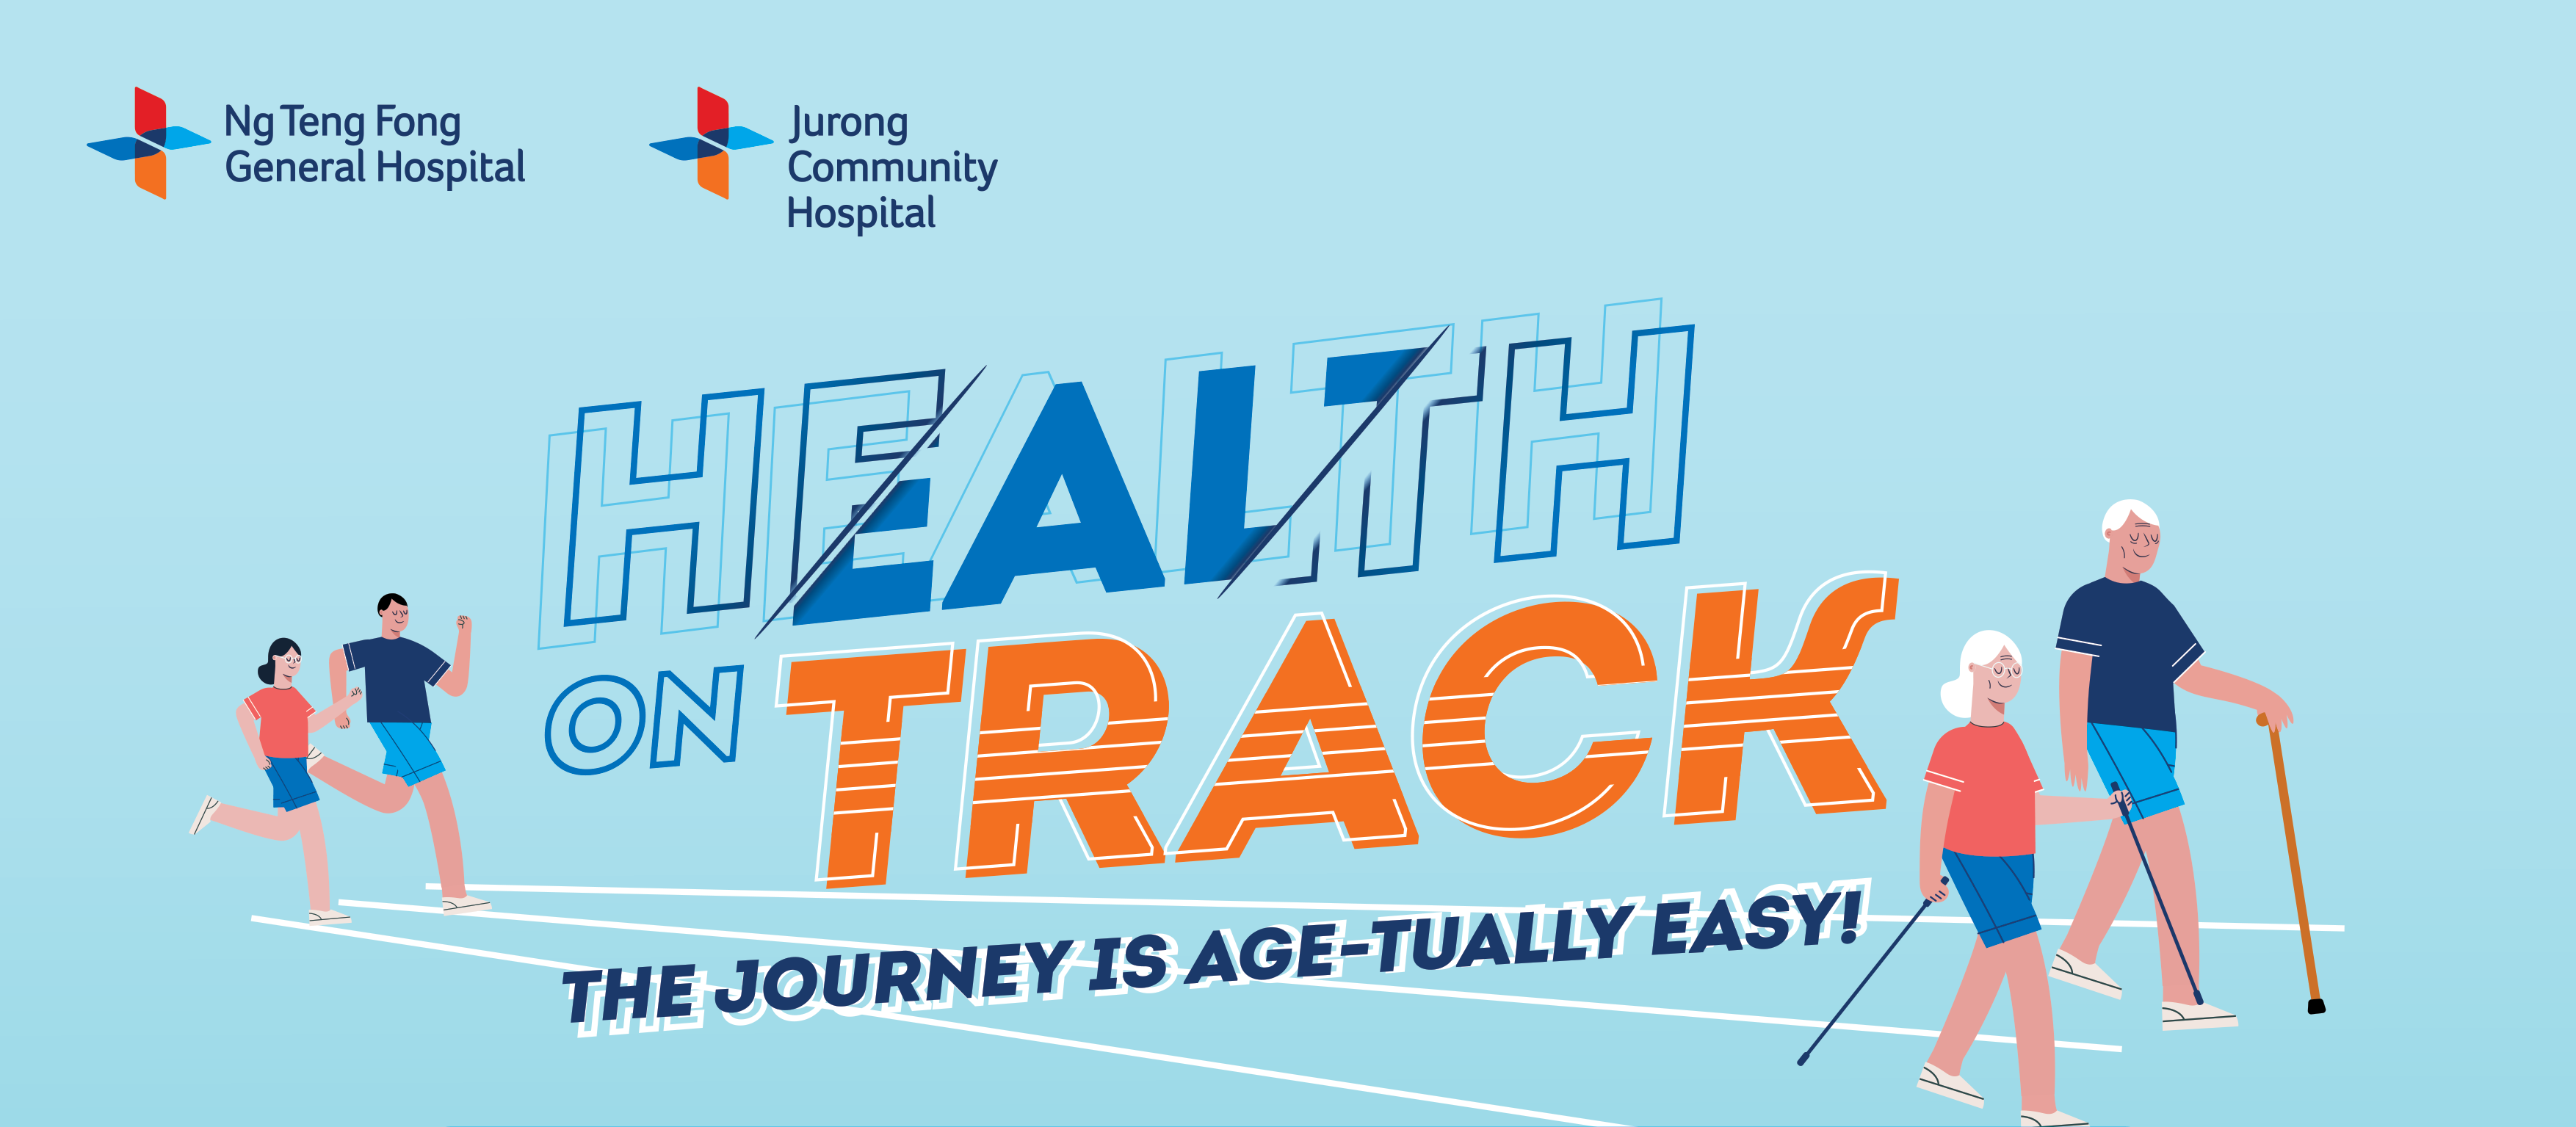 Ng Teng Fong
General Hospital
Jurong
Community
Hospital
HEALTH
ON TRACK
THE JOURNEY IS AGE-TUALLY EASY!